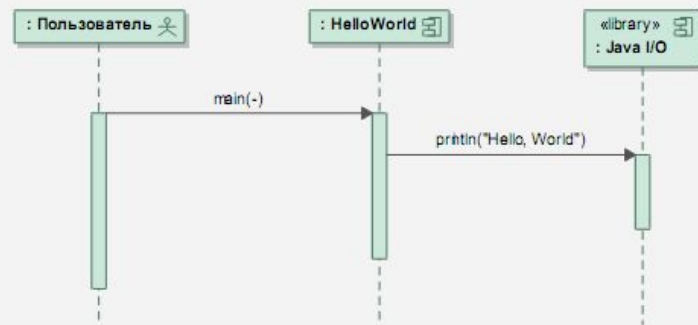 : Пользователь
: HelloWorld
«library»
: Java I/O
main(-)
println("Hello, World")